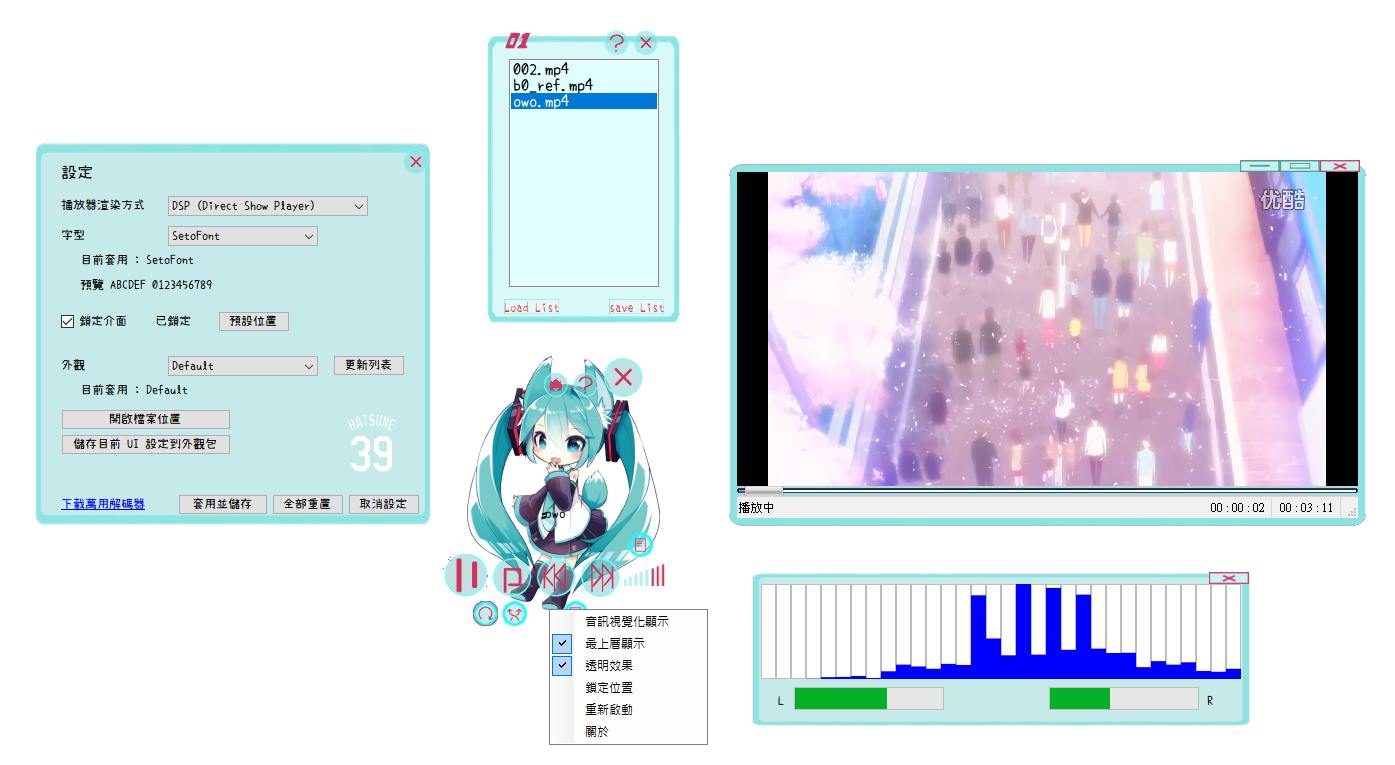 設定
播放器渲染方式
DSP (Direct Show Player)
字型
SetoFont
目前套用 : SetoFont
預覽 ABCDEF 0123456789
鎖定介面
已鎖定
預設位置
外觀
Default
更新列表
目前套用 : Default
開啟檔案位置
儲存目前 UI 設定到外觀包
HATSUNE
39
下載萬用解碼器
套用並儲存
全部重置
取消設定
01
?
002.mp4
b0_ref.mp4
owo.mp4
Load List
save List
?
owo
音訊視覺化顯示
最上層顯示
透明效果
鎖定位置
重新啟動
關於
优酷
播放中
00:00:02
00:03:11
L
R